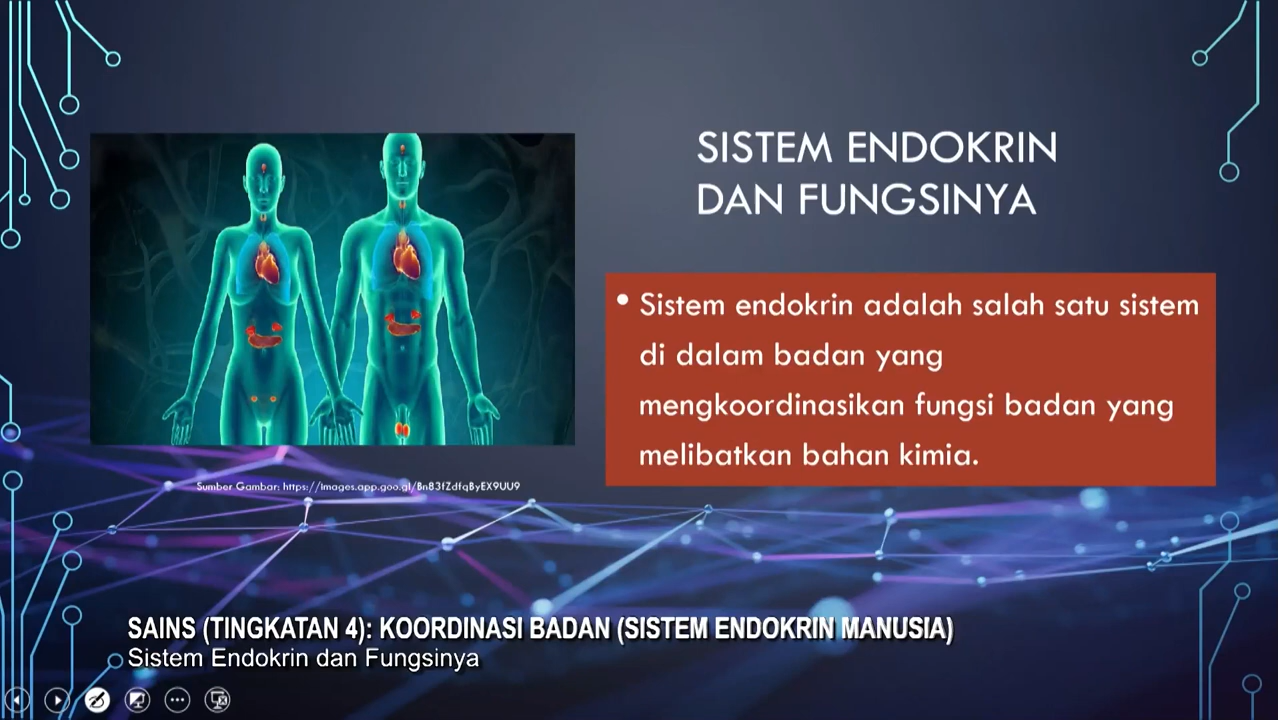 SISTEM ENDOKRIN
DAN FUNGSINYA
• Sistem endokrin adalah salah satu sistem
di dalam badan yang
mengkoordinasikan fungsi badan yang
melibatkan bahan kimia.
Sumber Gambar: https://images.app.goo.gl/Bn83fZdfqByEX9UU9
SAINS (TINGKATAN 4): KOORDINASI BADAN (SISTEM ENDOKRIN MANUSIA)
Sistem Endokrin dan Fungsinya